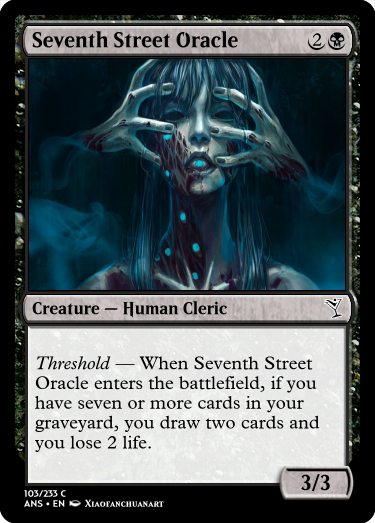 Seventh Street Oracle 2
Creature — Human Cleric
Threshold — When Seventh Street
Oracle enters the battlefield, if you
have seven or more cards in your
graveyard, you draw two cards and
you lose 2 life.
3/3
103/233 C
ANS • EN XIAOFANCHUANART